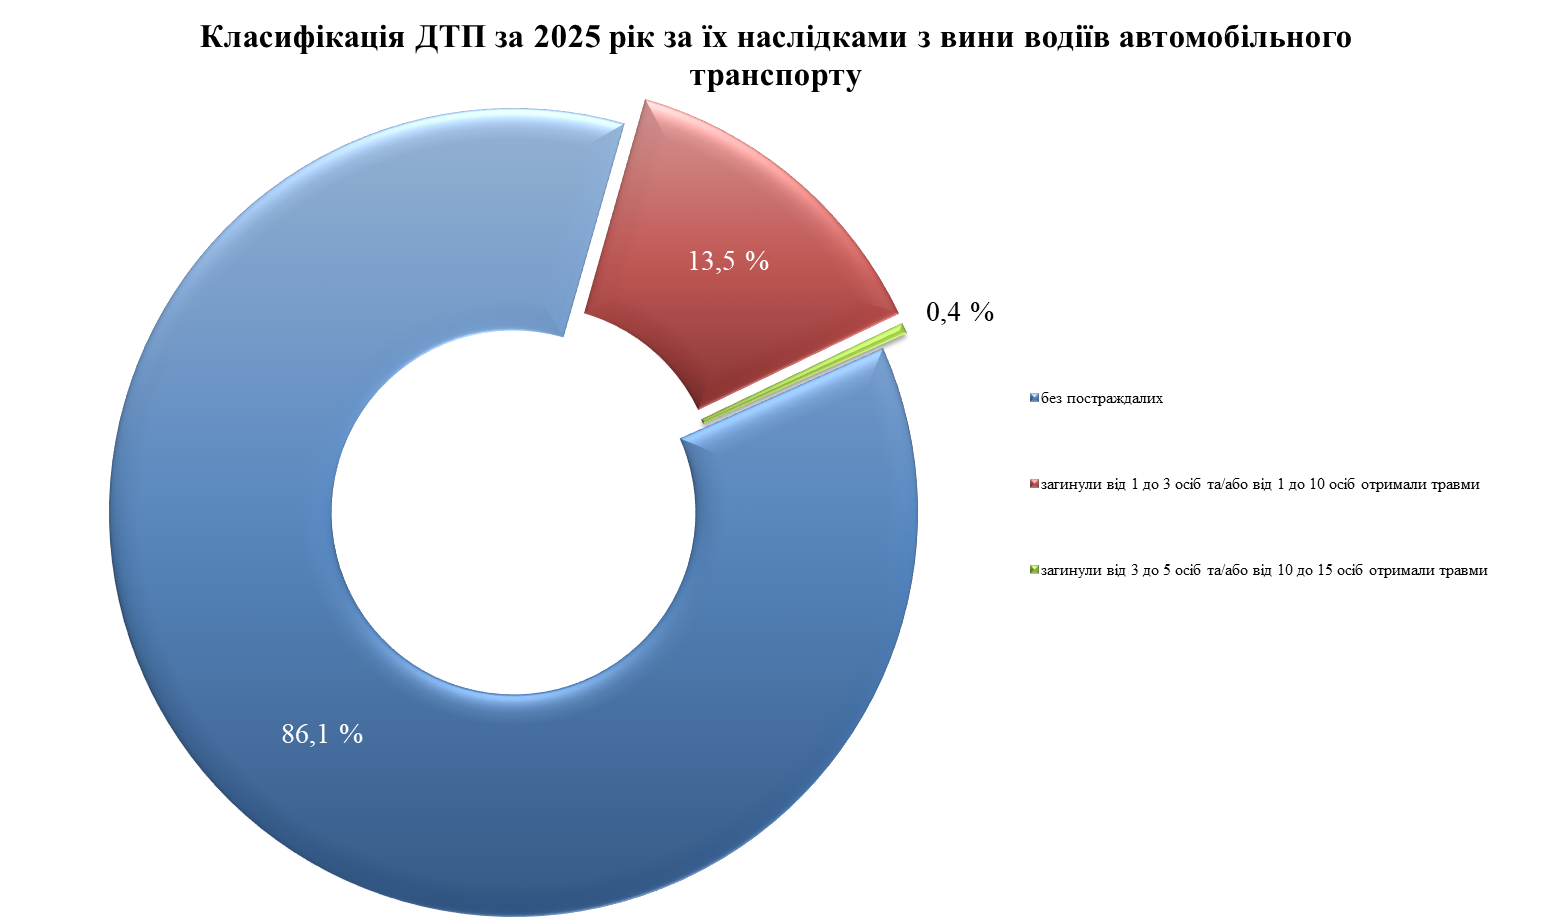 Класифікація ДТП за 2025 рік за їх наслідками з вини водіїв автомобільного
транспорту
13,5 %
0,4 %
без постраждалих
загинули від 1 до 3 осіб та/або від 1 до 10 осіб отримали травми
загинули від 3 до 5 осіб та/або від 10 до 15 осіб отримали травми
86,1 %